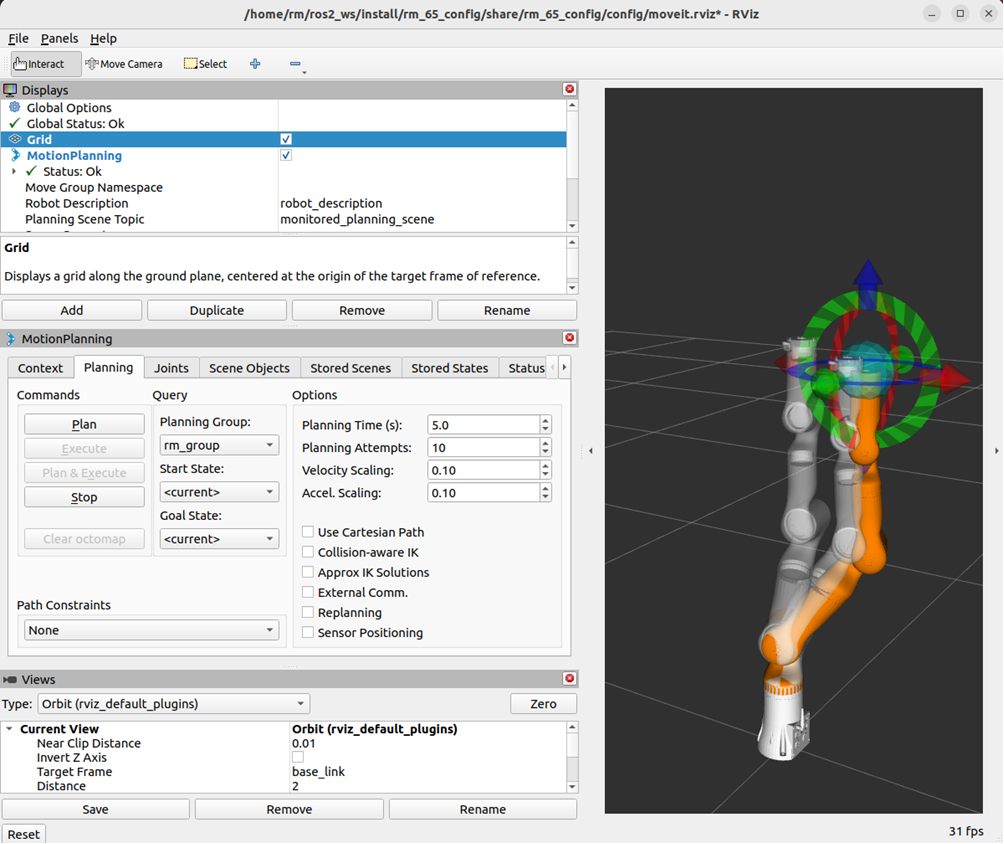 /home/rm/ros2_ws/install/rm_65_config/share/rm_65_config/config/moveit.rviz* - RViz
File Panels Help
Interact Move Camera Select
Displays
Global Options
Global Status: Ok
Grid
MotionPlanning
Status: Ok
Move Group Namespace
Robot Description robot_description
Planning Scene Topic monitored_planning_scene
Grid
Displays a grid along the ground plane, centered at the origin of the target frame of reference.
Add Duplicate Remove Rename
MotionPlanning
Context Planning Joints Scene Objects Stored Scenes Stored States Status
Commands Query Options
Plan
Execute
Plan & Execute
Stop
Clear octomap
Planning Group:
rm_group
Start State:
<current>
Goal State:
<current>
Planning Time (s): 5.0
Planning Attempts: 10
Velocity Scaling: 0.10
Accel. Scaling: 0.10
Use Cartesian Path
Collision-aware IK
Approx IK Solutions
External Comm.
Replanning
Sensor Positioning
Path Constraints
None
Views
Type: Orbit (rviz_default_plugins) Zero
Current View Orbit (rviz_default_plugins)
Near Clip Distance 0.01
Invert Z Axis
Target Frame base_link
Distance 2
Save Remove Rename
Reset
31 fps